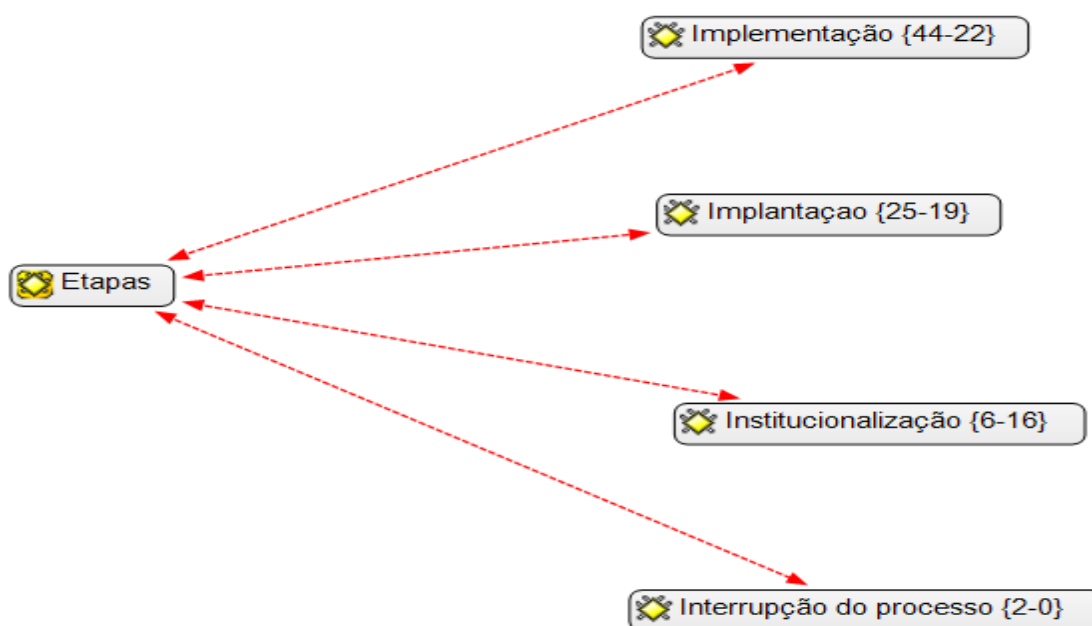 Implementação {44-22}
Implantaçao {25-19}
Etapas
Institucionalização {6-16}
Interrupção do processo {2-0}